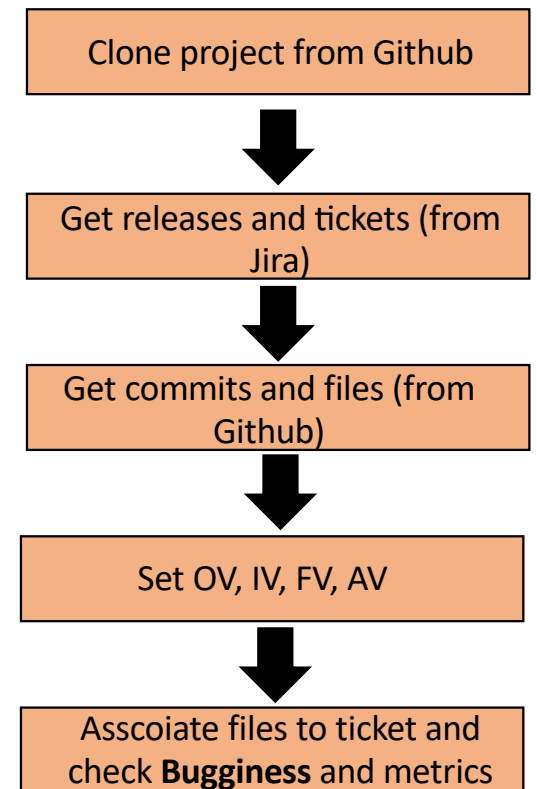 Clone project from Github
Get releases and tickets (from
Jira)
Get commits and files (from
Github)
Set OV, IV, FV, AV
Asscoiate files to ticket and
check Bugginess and metrics